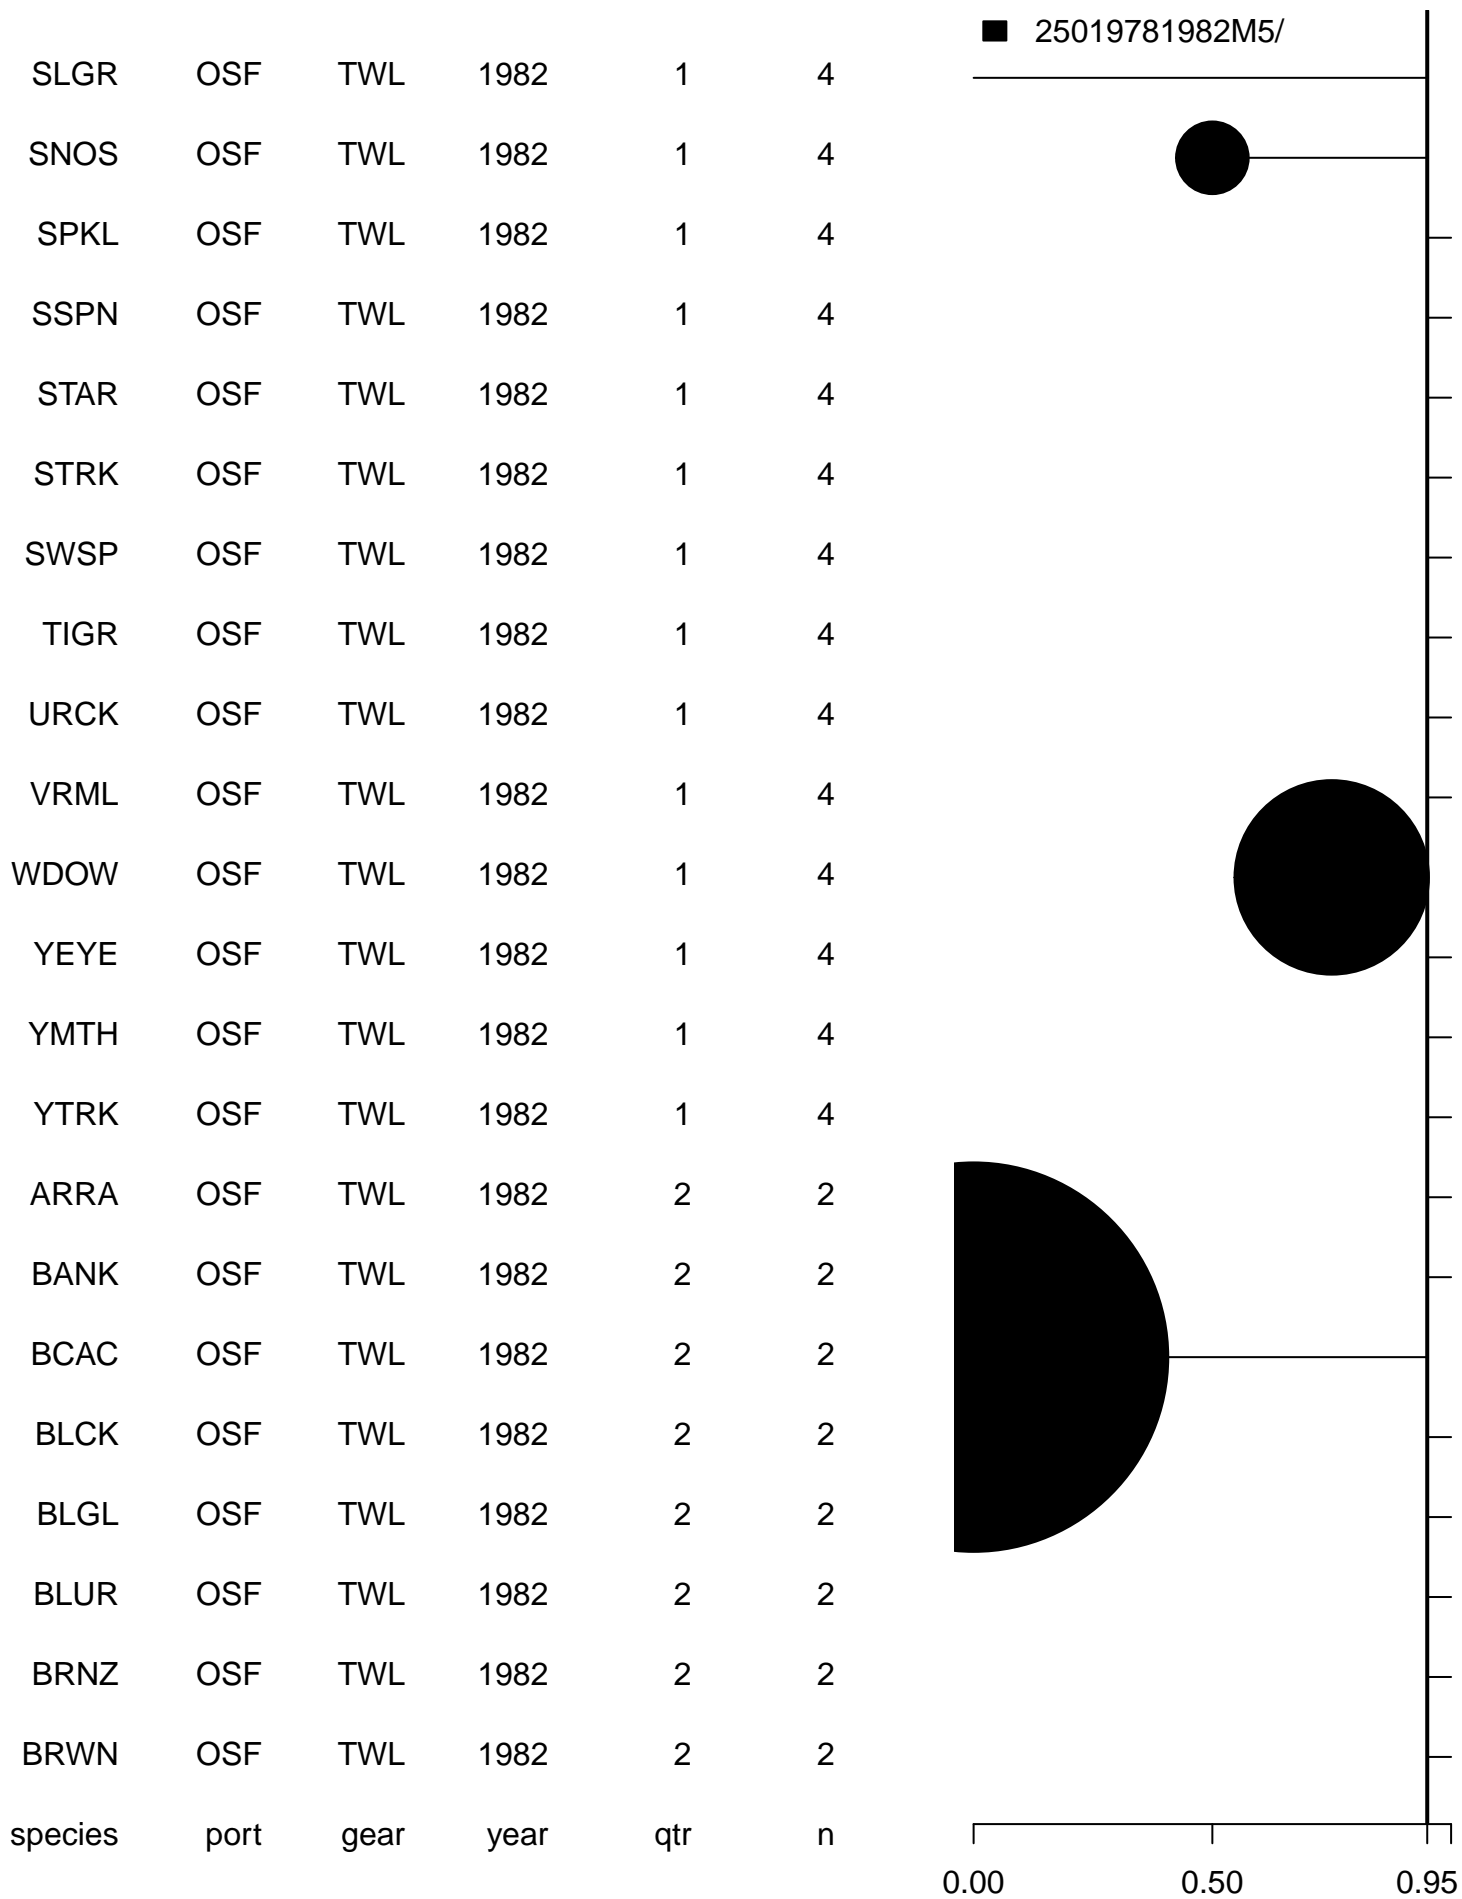 25019781982M5/
SLGR OSF TWL 1982 1 4
SNOS OSF TWL 1982 1 4
SPKL OSF TWL 1982 1 4
SSPN OSF TWL 1982 1 4
STAR OSF TWL 1982 1 4
STRK OSF TWL 1982 1 4
SWSP OSF TWL 1982 1 4
TIGR OSF TWL 1982 1 4
URCK OSF TWL 1982 1 4
VRML OSF TWL 1982 1 4
WDOW OSF TWL 1982 1 4
YEYE OSF TWL 1982 1 4
YMTH OSF TWL 1982 1 4
YTRK OSF TWL 1982 1 4
ARRA OSF TWL 1982 2 2
BANK OSF TWL 1982 2 2
BCAC OSF TWL 1982 2 2
BLCK OSF TWL 1982 2 2
BLGL OSF TWL 1982 2 2
BLUR OSF TWL 1982 2 2
BRNZ OSF TWL 1982 2 2
BRWN OSF TWL 1982 2 2
species port gear year qtr n
0.00 0.50 0.95